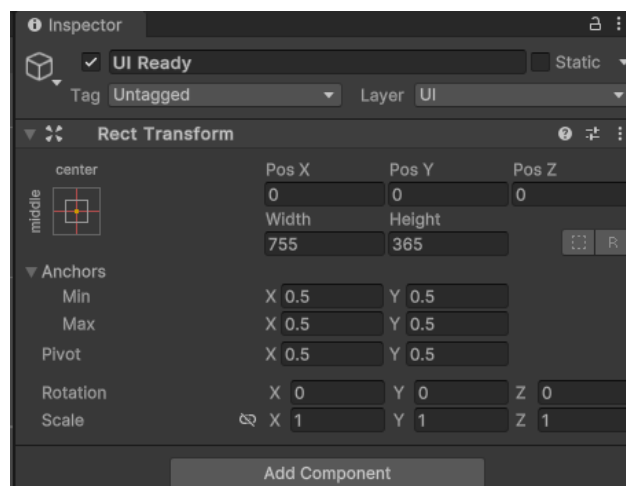 Inspector
UI Ready Static
Tag Untagged Layer UI
Rect Transform
center Pos X Pos Y Pos Z
middle 0 0 0
Width Height
755 365 R
Anchors
Min X 0.5 Y 0.5
Max X 0.5 Y 0.5
Pivot X 0.5 Y 0.5
Rotation X 0 Y 0 Z 0
Scale X 1 Y 1 Z 1
Add Component